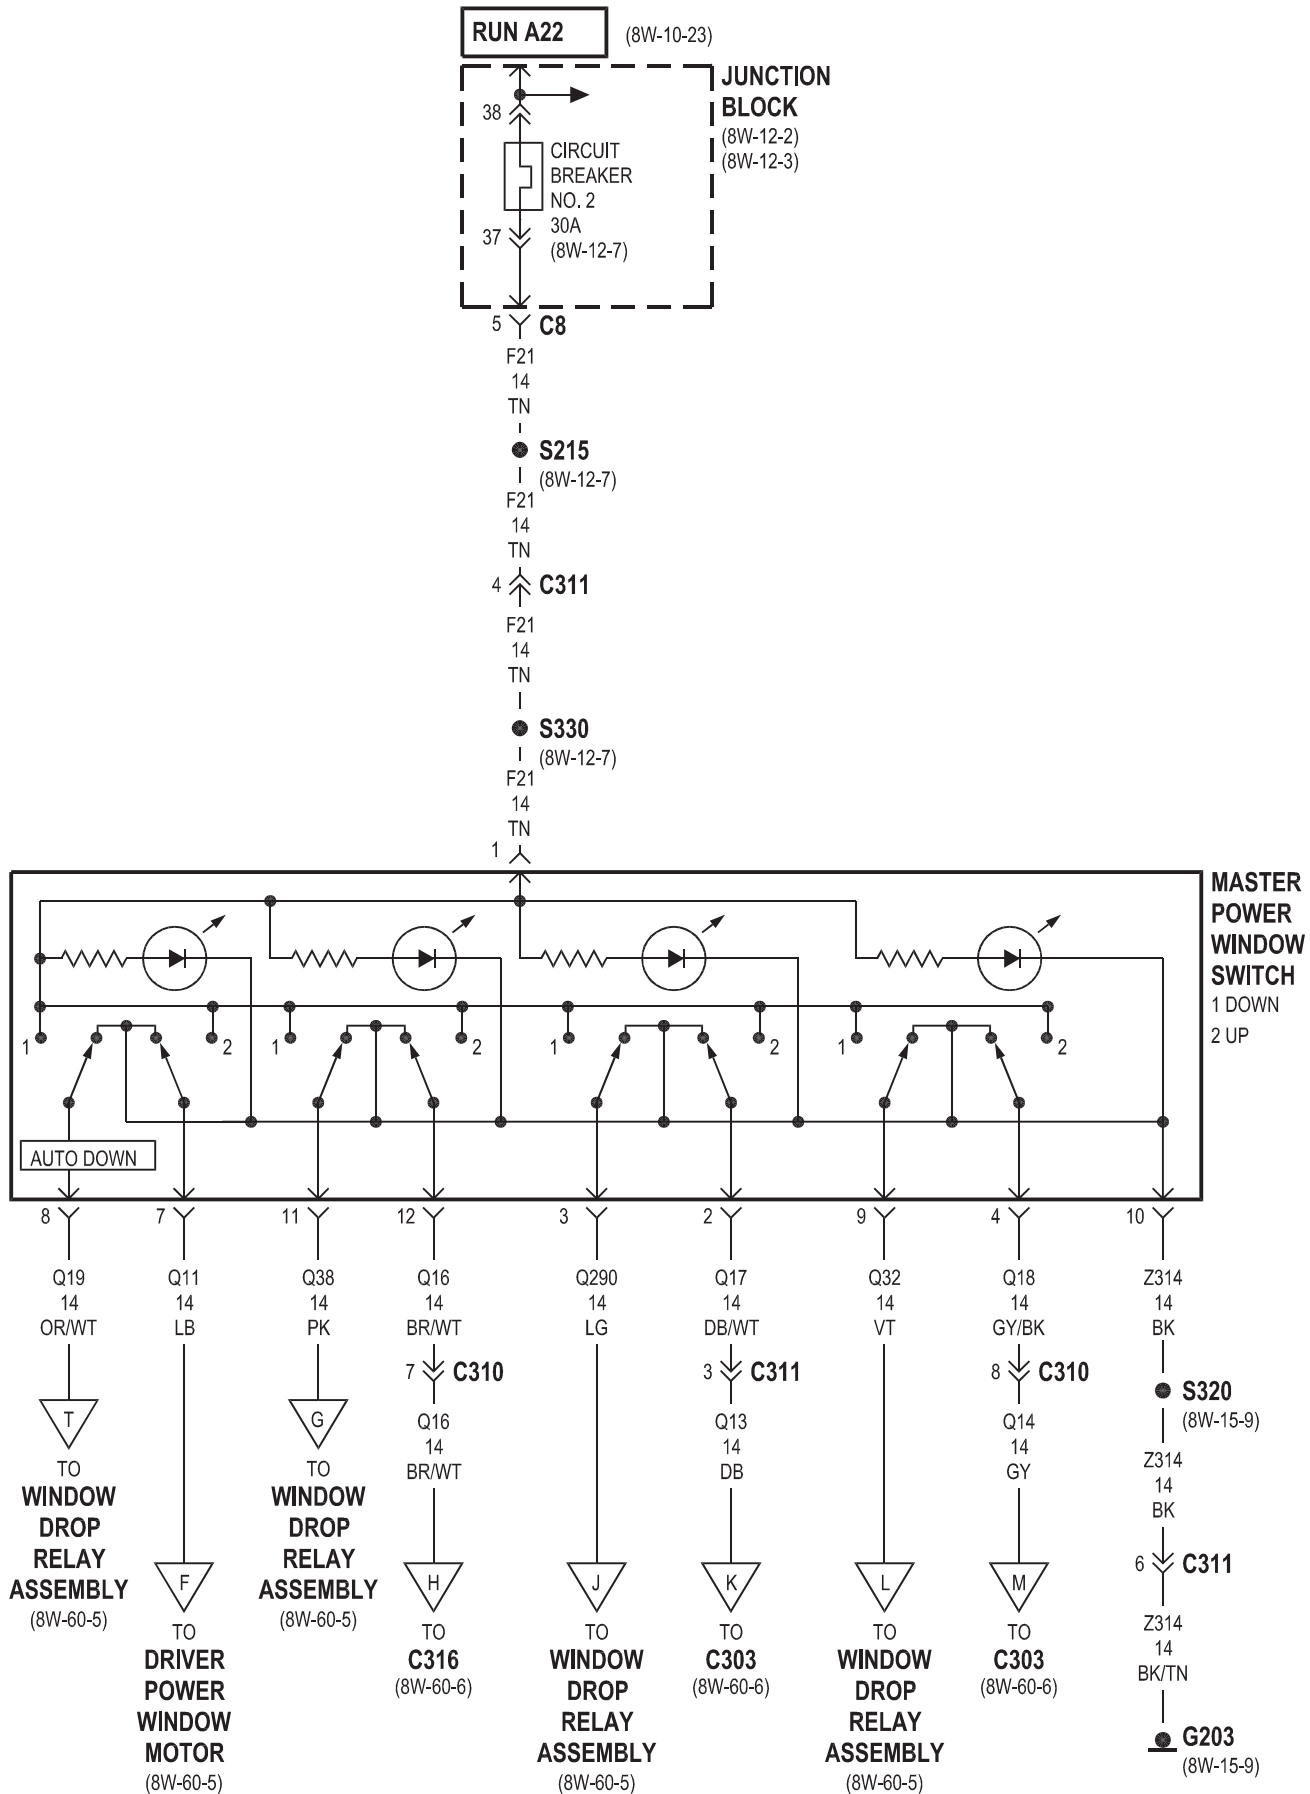 RUN A22
(8W-10-23)
JUNCTION
BLOCK
(8W-12-2)
(8W-12-3)
38
CIRCUIT
BREAKER
NO. 2
30A
(8W-12-7)
37
5
C8
F21
14
TN
S215
(8W-12-7)
F21
14
TN
4
C311
F21
14
TN
S330
(8W-12-7)
F21
14
TN
1
MASTER
POWER
WINDOW
SWITCH
1 DOWN
2 UP
1 2 1 2 1 2 1 2
AUTO DOWN
8 7 11 12 3 2 9 4 10
Q19 Q11 Q38 Q16 Q290 Q17 Q32 Q18 Z314
14 14 14 14 14 14 14 14 14
OR/WT LB PK BR/WT LG DB/WT VT GY/BK BK
7 C310 3 C311 8 C310
S320
(8W-15-9)
T G
Q16 Q13 Q14
14 14 14
BR/WT DB GY
Z314
14
BK
TO
WINDOW
DROP
RELAY
ASSEMBLY
(8W-60-5)
TO
WINDOW
DROP
RELAY
ASSEMBLY
(8W-60-5)
6 C311
F H J K L M
Z314
14
BK/TN
TO
DRIVER
POWER
WINDOW
MOTOR
(8W-60-5)
TO
C316
(8W-60-6)
TO
WINDOW
DROP
RELAY
ASSEMBLY
(8W-60-5)
TO
C303
(8W-60-6)
TO
WINDOW
DROP
RELAY
ASSEMBLY
(8W-60-5)
TO
C303
(8W-60-6)
G203
(8W-15-9)